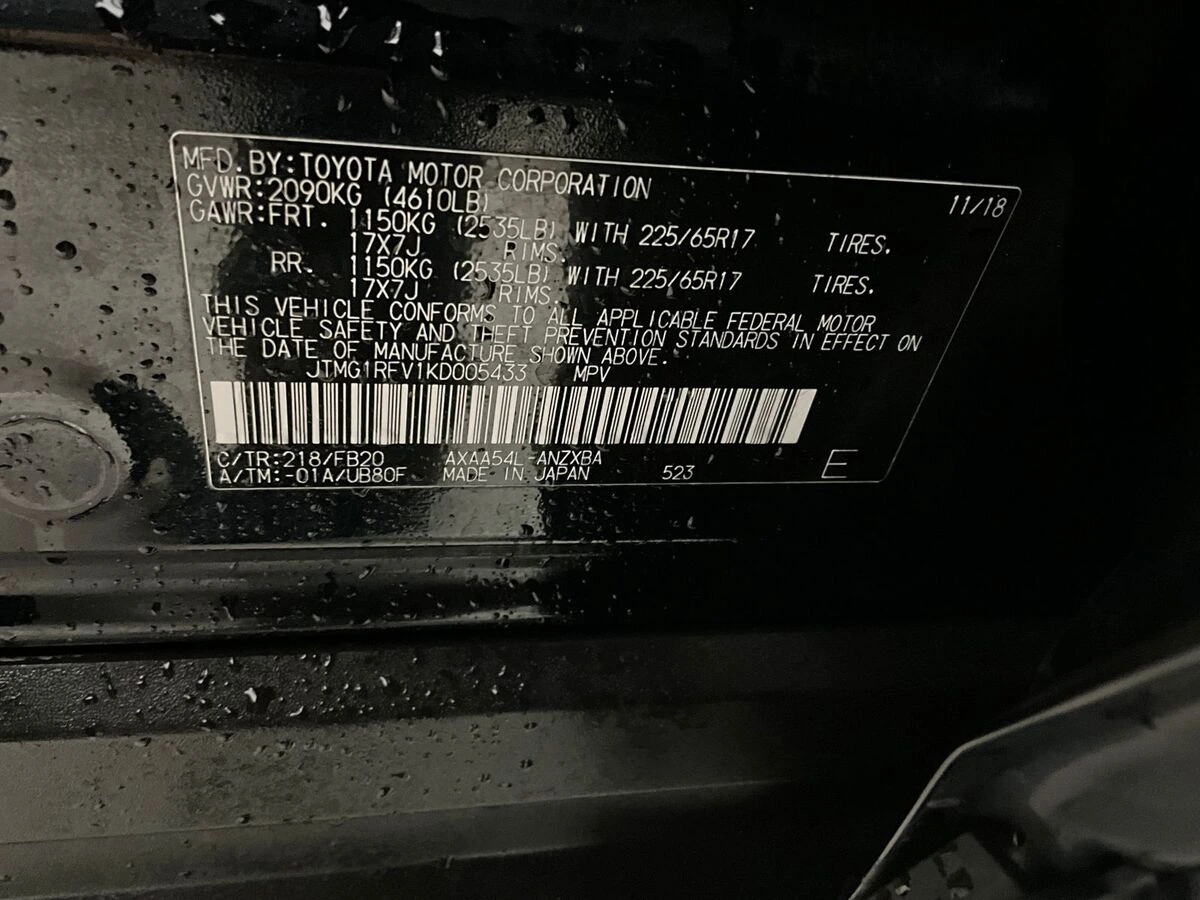 MFD. BY: TOYOTA MOTOR CORPORATION 11/18
GVWR: 2090KG (4610LB)
GAWR: FRT. 1150KG (2535LB) WITH 225/65R17 TIRES.
17X7J RIMS.
RR. 1150KG (2535LB) WITH 225/65R17 TIRES.
17X7J RIMS.
THIS VEHICLE CONFORMS TO ALL APPLICABLE FEDERAL MOTOR
VEHICLE SAFETY AND THEFT PREVENTION STANDARDS IN EFFECT ON
THE DATE OF MANUFACTURE SHOWN ABOVE.
JTMG1RFV1KD005433 MPV
C/TR: 218/FB20 AXAA54L-ANZXBA
A/TM: -01A/UB80F MADE IN JAPAN 523 E